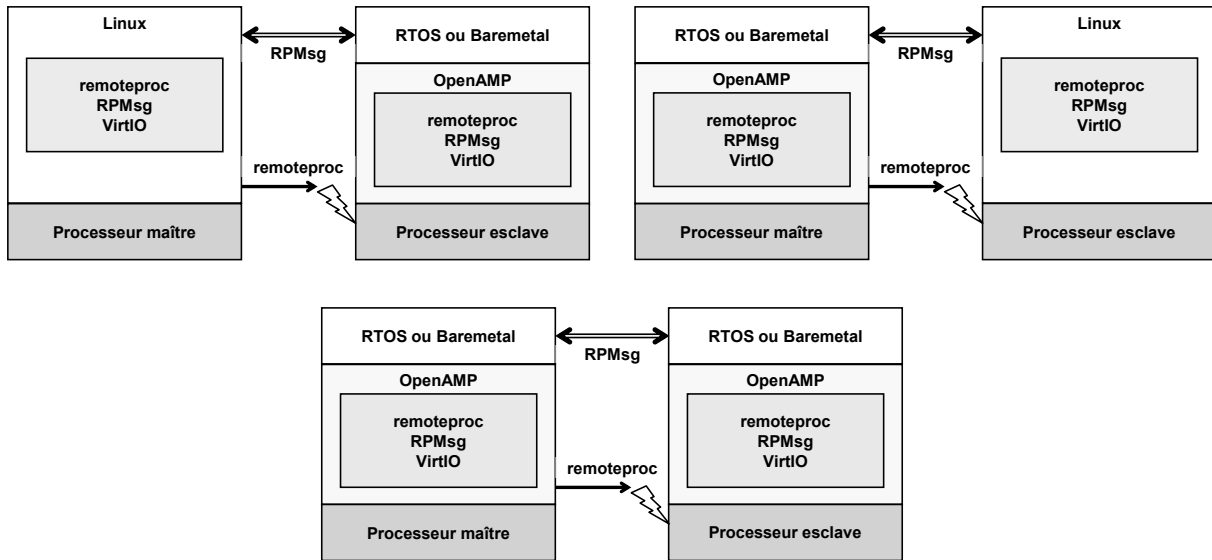 Linux
remoteproc
RPMsg
VirtIO
Processeur maître
RPMsg
remoteproc
RTOS ou Baremetal
OpenAMP
remoteproc
RPMsg
VirtIO
Processeur esclave
RTOS ou Baremetal
OpenAMP
remoteproc
RPMsg
VirtIO
Processeur maître
RPMsg
remoteproc
Linux
remoteproc
RPMsg
VirtIO
Processeur esclave
RTOS ou Baremetal
OpenAMP
remoteproc
RPMsg
VirtIO
Processeur maître
RPMsg
remoteproc
RTOS ou Baremetal
OpenAMP
remoteproc
RPMsg
VirtIO
Processeur esclave